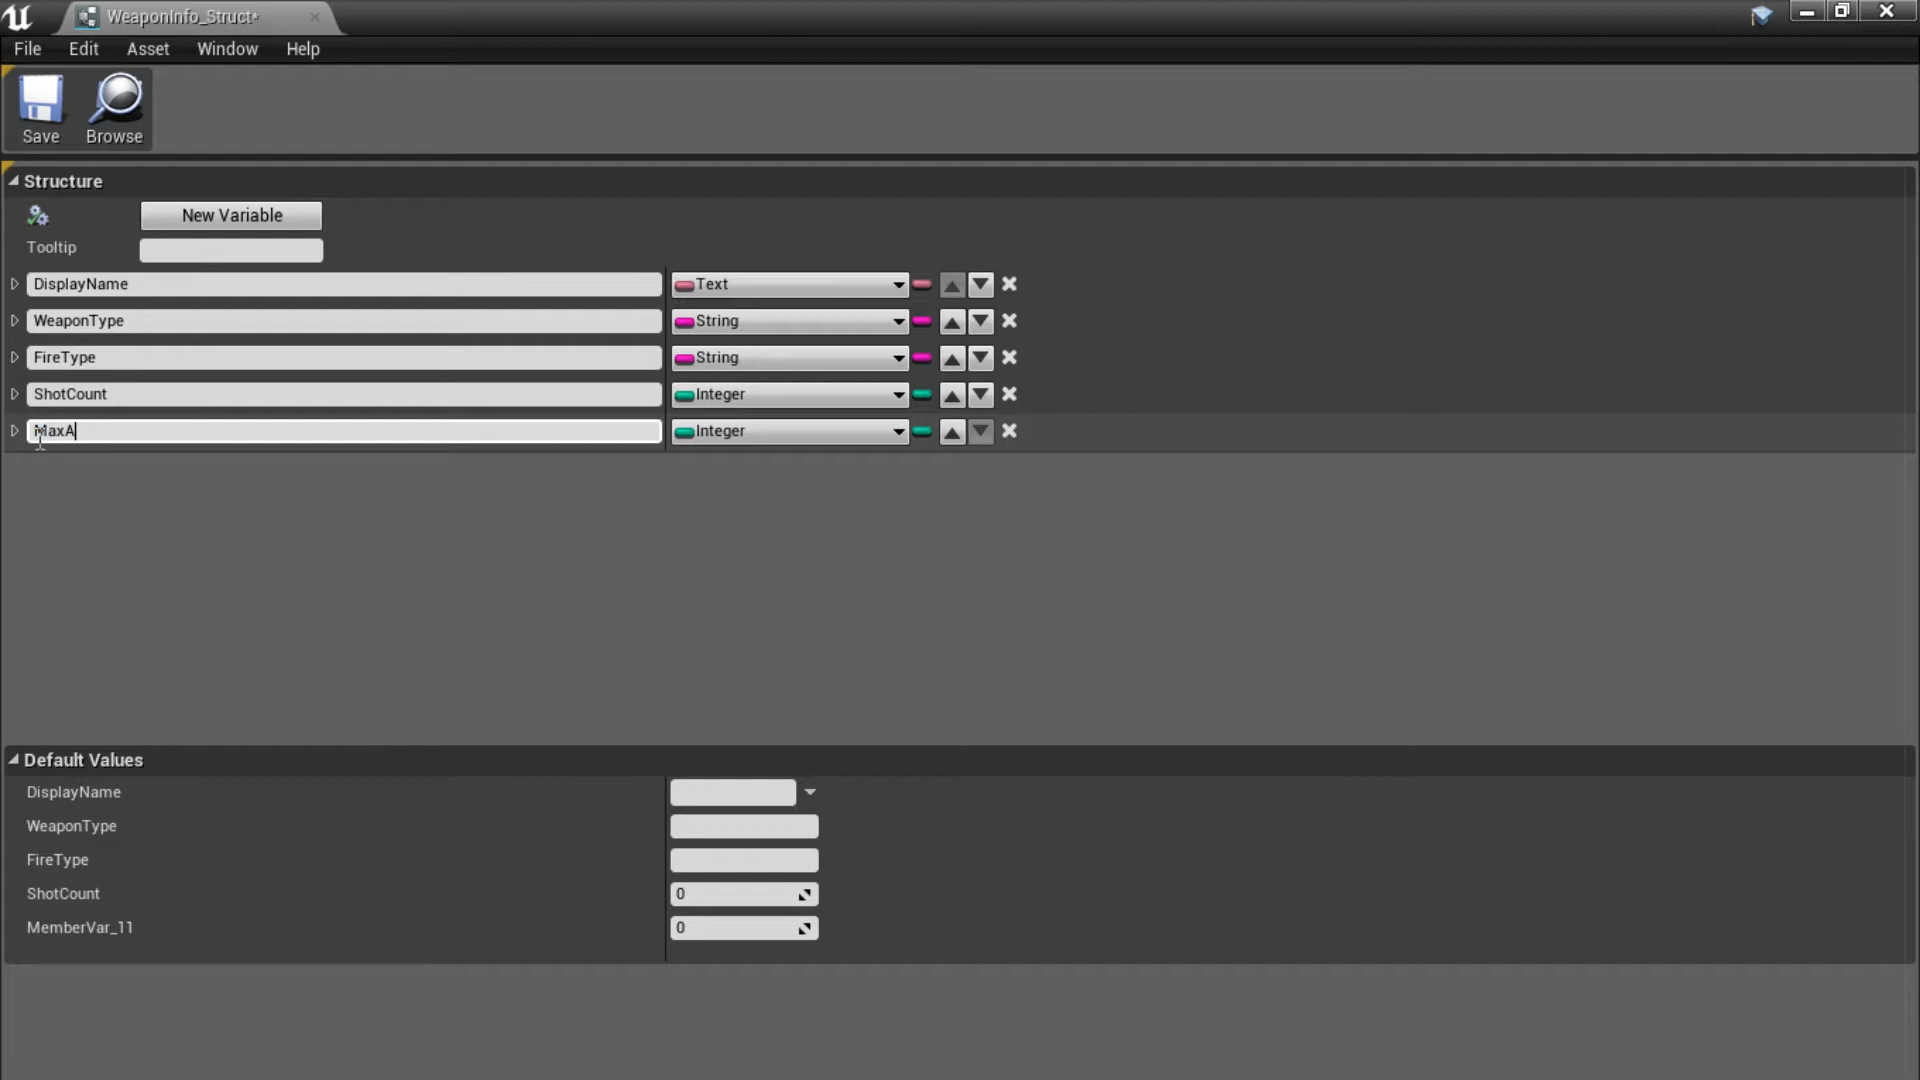 WeaponInfo_Struct*
File Edit Asset Window Help
Save Browse
Structure
New Variable
Tooltip
DisplayName Text
WeaponType String
FireType String
ShotCount Integer
MaxA Integer
Default Values
DisplayName
WeaponType
FireType
ShotCount 0
MemberVar_11 0